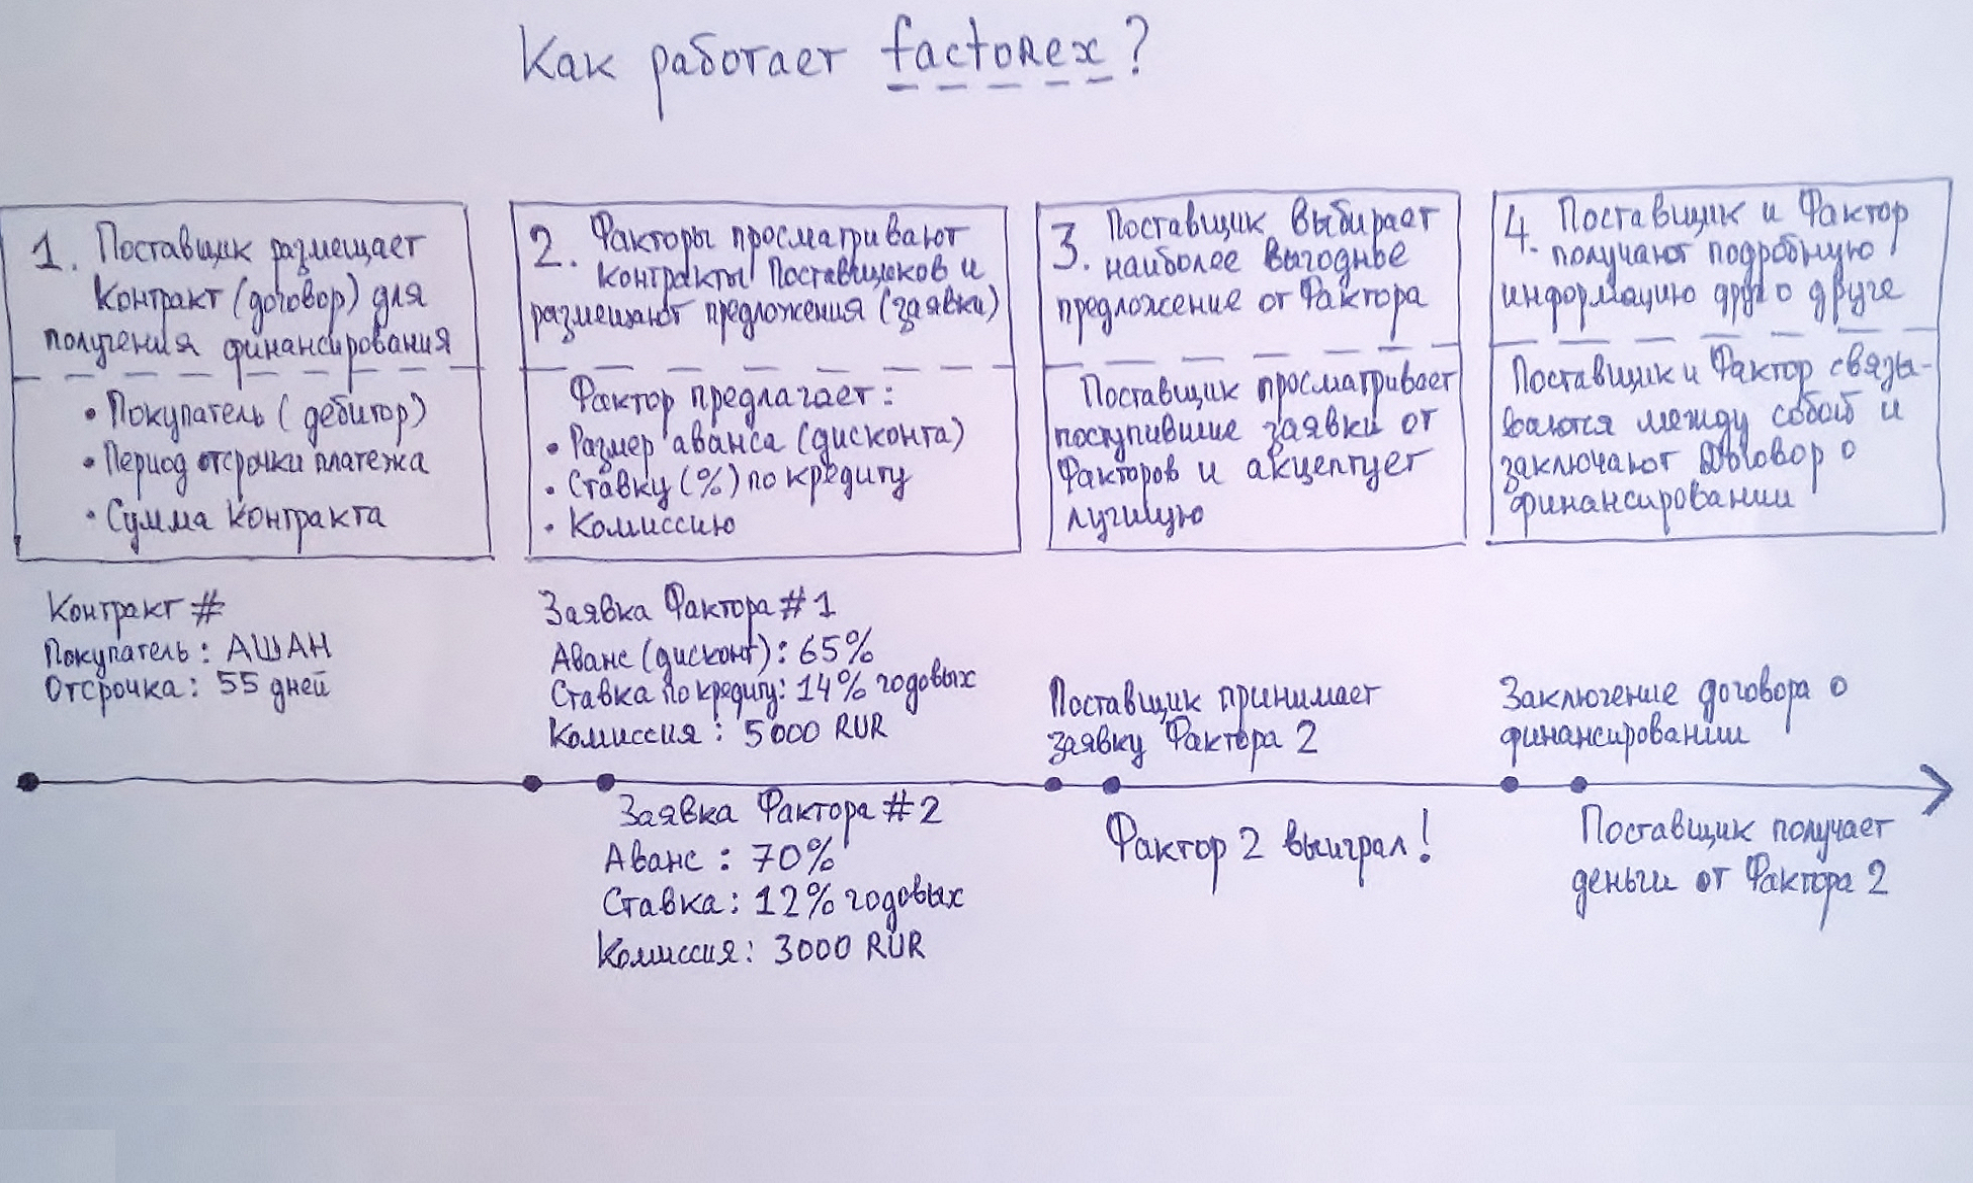 Как работает factorex?
1. Поставщик размещает
Контракт (договор) для
получения финансирования
• Покупатель (дебитор)
• Период отсрочки платежа
• Сумма контракта
2. Факторы просматривают
контракты Поставщиков и
размещают предложения (заявки)
Фактор предлагает:
• Размер аванса (дисконта)
• Ставку (%) по кредиту
• Комиссию
3. Поставщик выбирает
наиболее выгодные
предложение от Фактора
Поставщик просматривает
поступившие заявки от
Факторов и акцептует
лучшую
4. Поставщик и Фактор
получают подробную
информацию друг о друге
Поставщик и Фактор связы-
ваются между собой и
заключают Договор о
финансировании
Контракт #
Покупатель: АШАН
Отсрочка: 55 дней
Заявка Фактора #1
Аванс (дисконт): 65%
Ставка по кредиту: 14% годовых
Комиссия: 5000 RUR
Поставщик принимает
заявку Фактора 2
Заключение договора о
финансировании
Заявка Фактора #2
Аванс: 70%
Ставка: 12% годовых
Комиссия: 3000 RUR
Фактор 2 выиграл!
Поставщик получает
деньги от Фактора 2